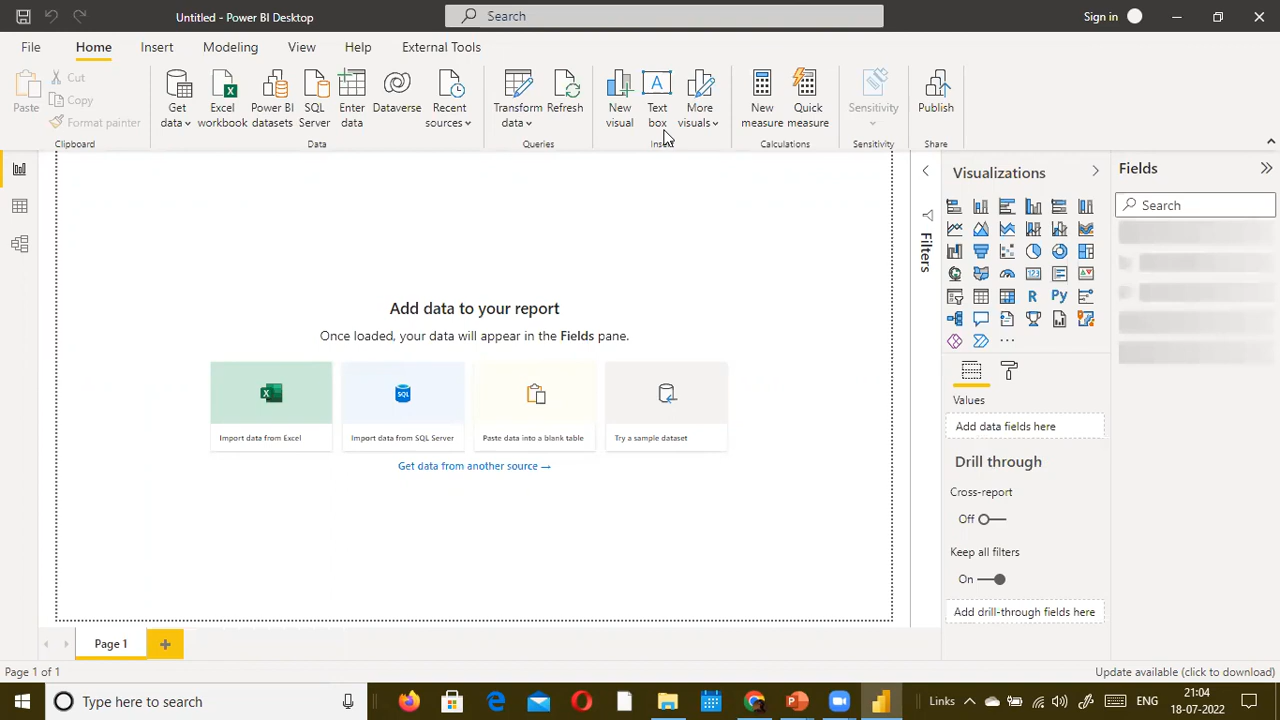 Untitled - Power BI Desktop
Search
Sign in
File
Home
Insert
Modeling
View
Help
External Tools
Paste
Cut
Copy
Format painter
Clipboard
Get data
Excel workbook
Power BI datasets
SQL Server
Enter data
Dataverse
Recent sources
Data
Transform data
Refresh
Queries
New visual
Text box
More visuals
Insert
New measure
Quick measure
Calculations
Sensitivity
Sensitivity
Publish
Share
Filters
Visualizations
Fields
Search
Add data to your report
Once loaded, your data will appear in the Fields pane.
Import data from Excel
SQL
Import data from SQL Server
Paste data into a blank table
Try a sample dataset
Get data from another source →
123
R
Py
Values
Add data fields here
Drill through
Cross-report
Off
Keep all filters
On
Add drill-through fields here
Page 1
Page 1 of 1
Update available (click to download)
Type here to search
Links
ENG
21:04
18-07-2022